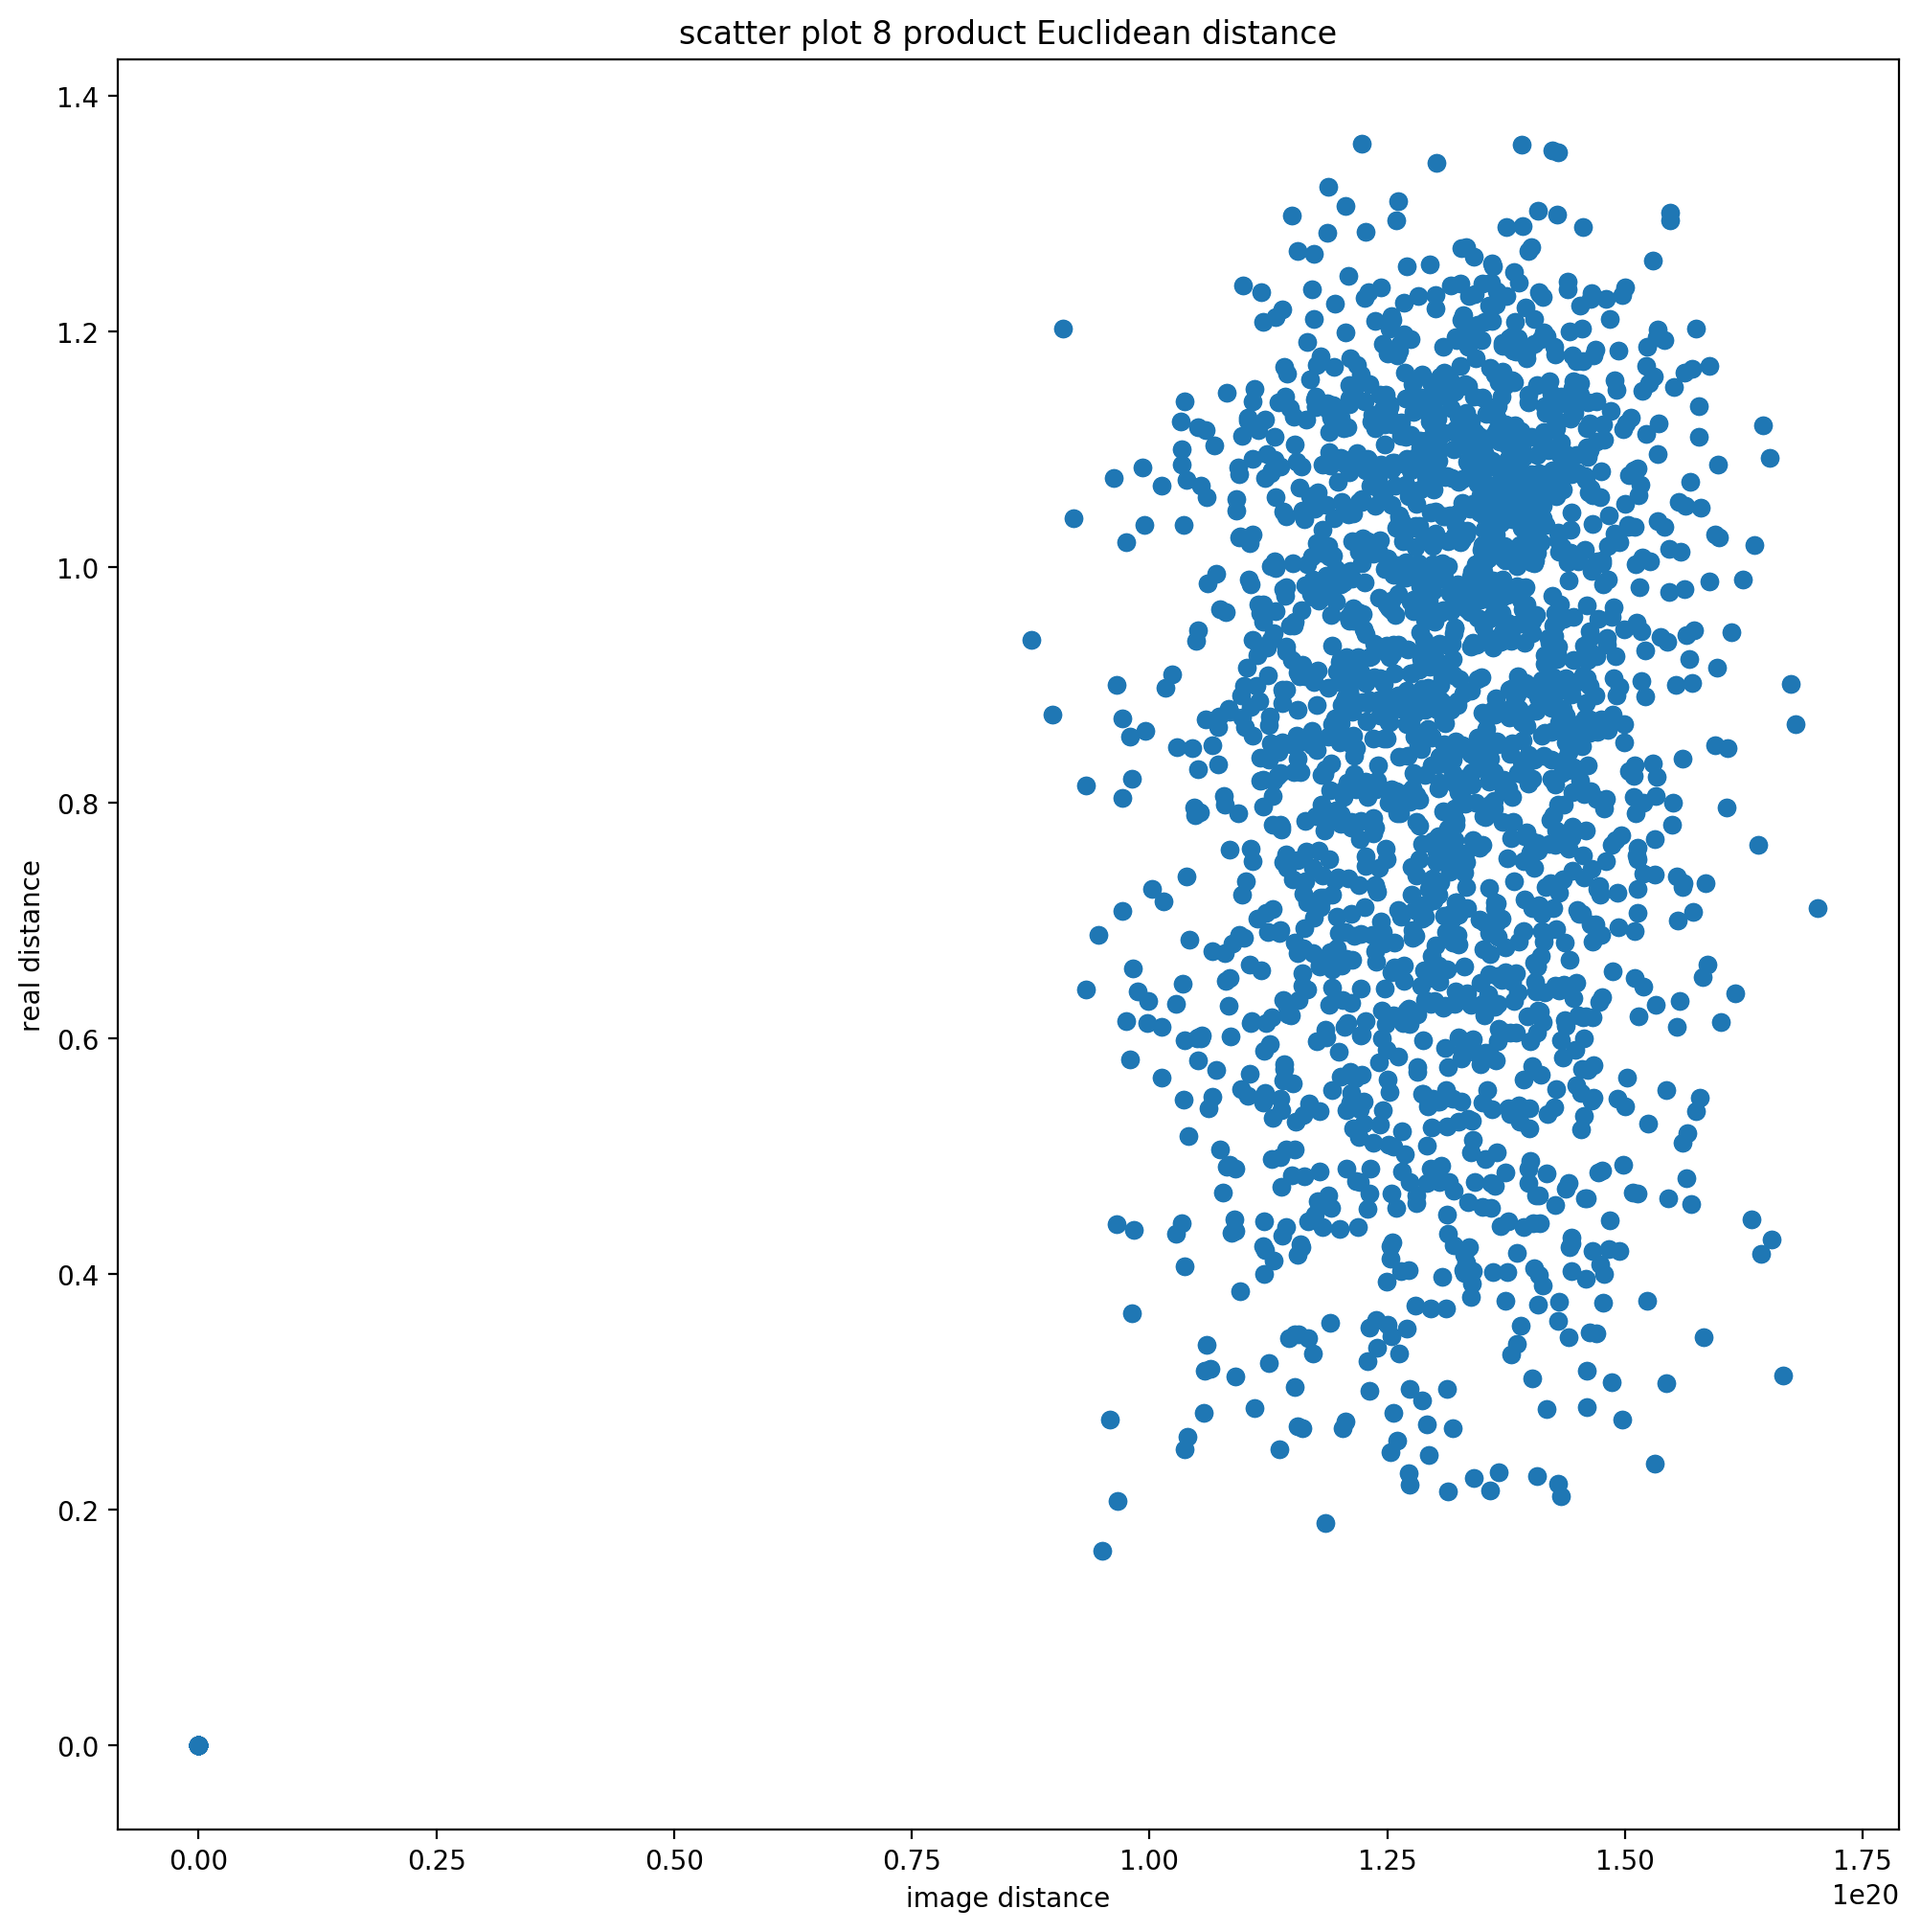 scatter plot 8 product Euclidean distance
1.4
1.2
1.0
0.8
0.6
0.4
0.2
0.0
real distance
0.00 0.25 0.50 0.75 1.00 1.25 1.50 1.75
image distance
1e20